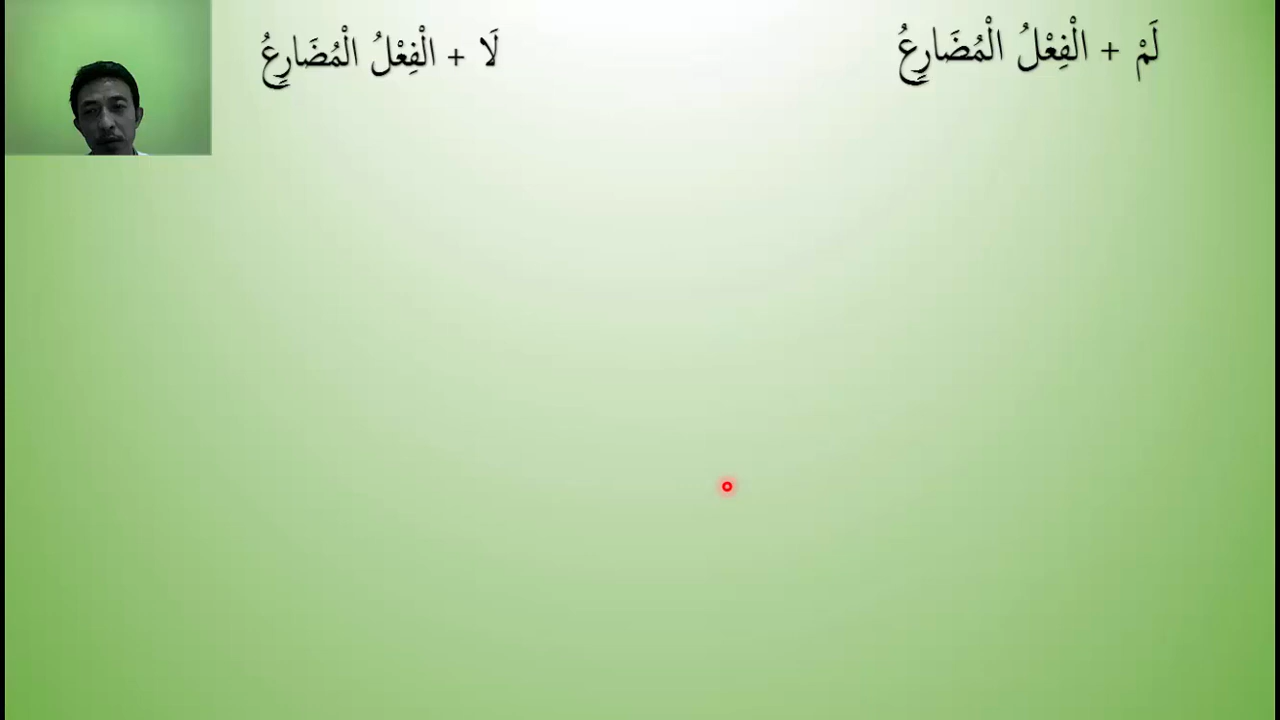 لَمْ + الْفِعْلُ الْمُضَارِعُ
لَا + الْفِعْلُ الْمُضَارِعُ